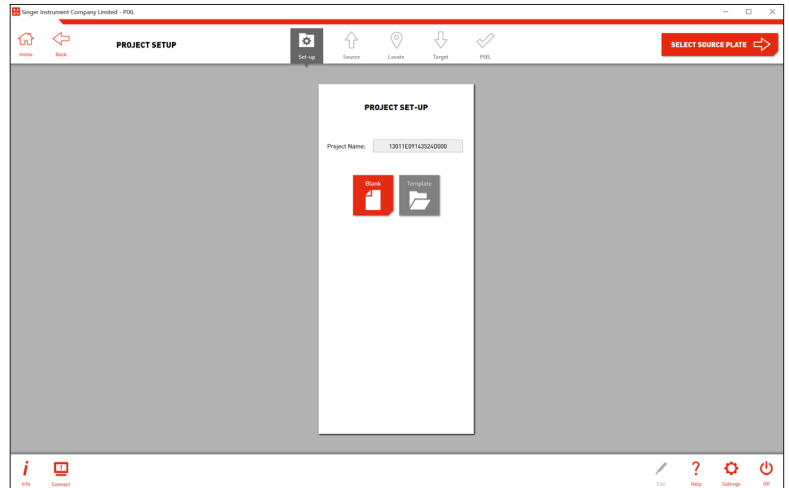 Singer Instrument Company Limited - PIXL
Home
Back
PROJECT SETUP
Set-up
Source
Locate
Target
PIXL
SELECT SOURCE PLATE
PROJECT SET-UP
Project Name: 13011E09143524D000
Blank
Template
Info
Connect
Edit
Help
Settings
Off